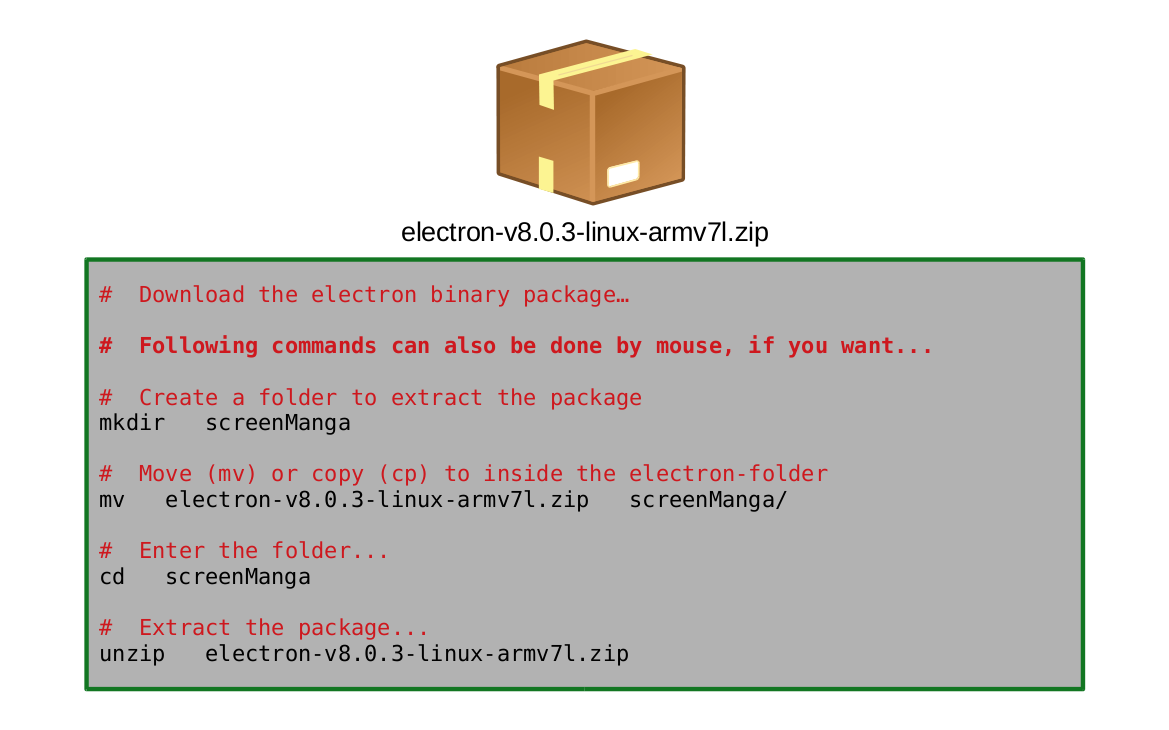 electron-v8.0.3-linux-armv7l.zip
#  Download the electron binary package…
#  Following commands can also be done by mouse, if you want...
#  Create a folder to extract the package
mkdir   screenManga
#  Move (mv) or copy (cp) to inside the electron-folder
mv   electron-v8.0.3-linux-armv7l.zip   screenManga/
#  Enter the folder...
cd   screenManga
#  Extract the package...
unzip   electron-v8.0.3-linux-armv7l.zip